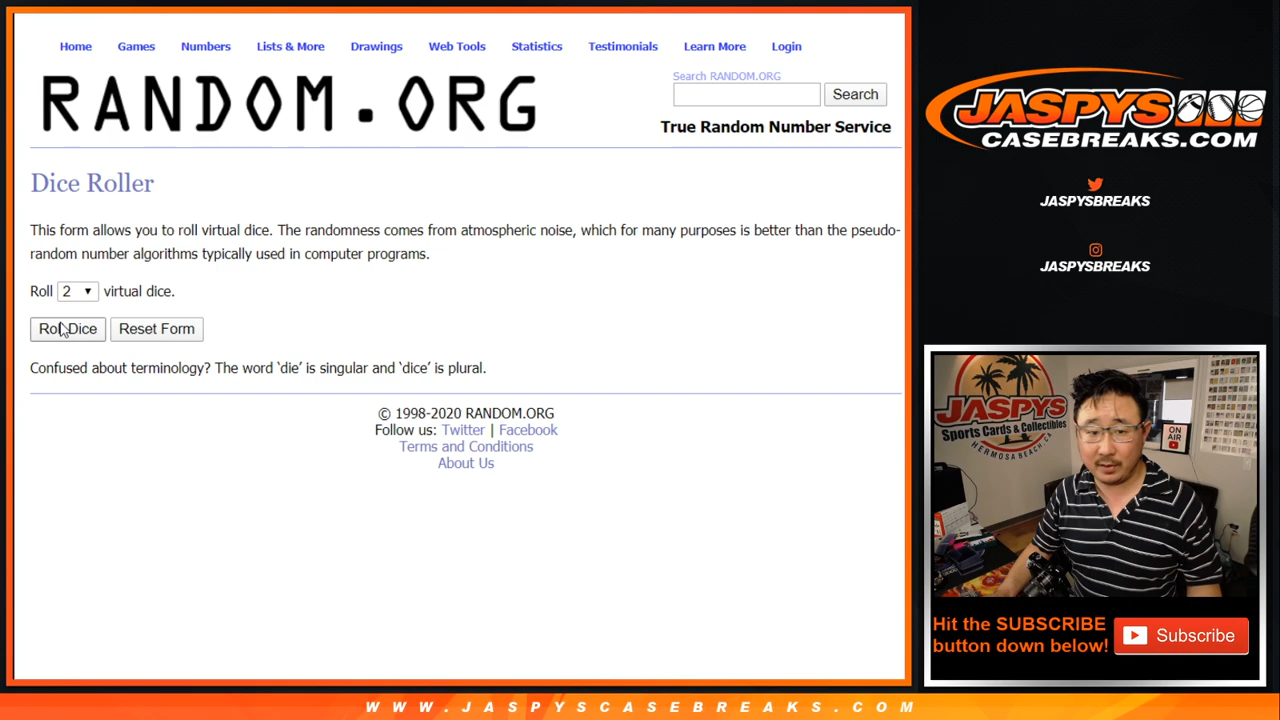 Home Games Numbers Lists & More Drawings Web Tools Statistics Testimonials Learn More Login
RANDOM.ORG
Search RANDOM.ORG
Search
True Random Number Service
Dice Roller
This form allows you to roll virtual dice. The randomness comes from atmospheric noise, which for many purposes is better than the pseudo-
random number algorithms typically used in computer programs.
Roll 2 virtual dice.
Roll Dice Reset Form
Confused about terminology? The word ‘die’ is singular and ‘dice’ is plural.
© 1998-2020 RANDOM.ORG
Follow us: Twitter | Facebook
Terms and Conditions
About Us
JASPYS
CASEBREAKS.COM
JASPYSBREAKS
JASPYSBREAKS
JASPYS
Sports Cards & Collectibles
HERMOSA BEACH, CA
ON
AIR
Hit the SUBSCRIBE
button down below!
Subscribe
WWW.JASPYSCASEBREAKS.COM